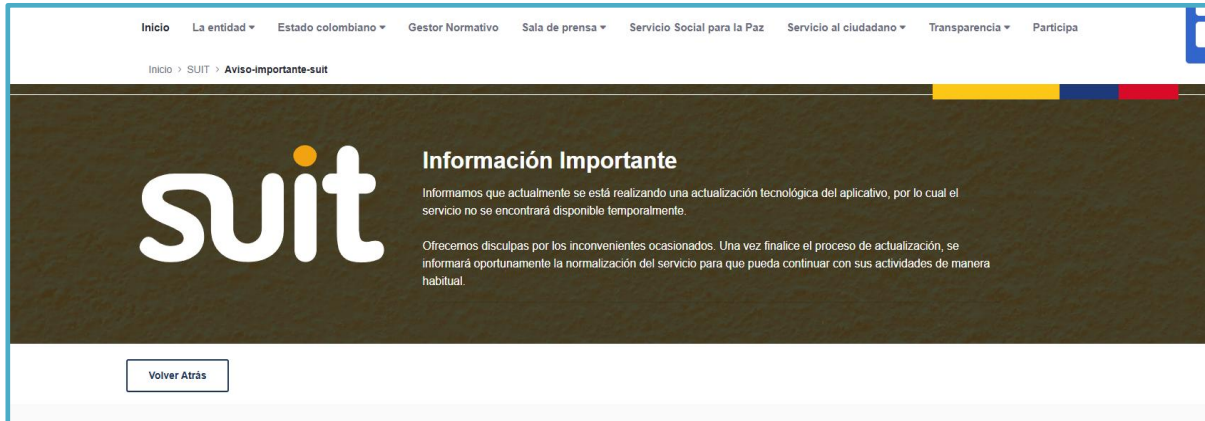 Inicio La entidad Estado colombiano Gestor Normativo Sala de prensa Servicio Social para la Paz Servicio al ciudadano Transparencia Participa
Inicio > SUIT > Aviso-importante-suit
suit
Información Importante
Informamos que actualmente se está realizando una actualización tecnológica del aplicativo, por lo cual el
servicio no se encontrará disponible temporalmente.
Ofrecemos disculpas por los inconvenientes ocasionados. Una vez finalice el proceso de actualización, se
informará oportunamente la normalización del servicio para que pueda continuar con sus actividades de manera
habitual.
Volver Atrás